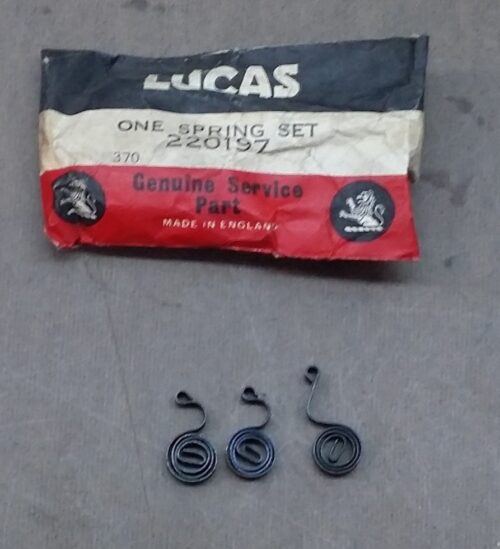 LUCAS
ONE SPRING SET
220197
370
Genuine Service
Part
MADE IN ENGLAND